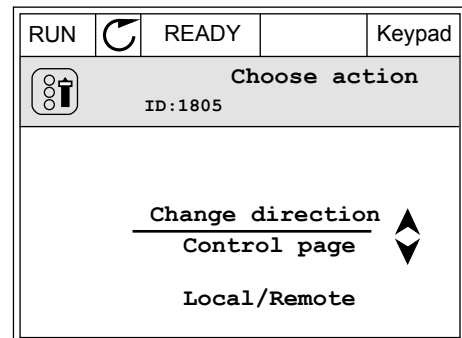 RUN READY Keypad
Choose action
ID:1805
Change direction
Control page
Local/Remote